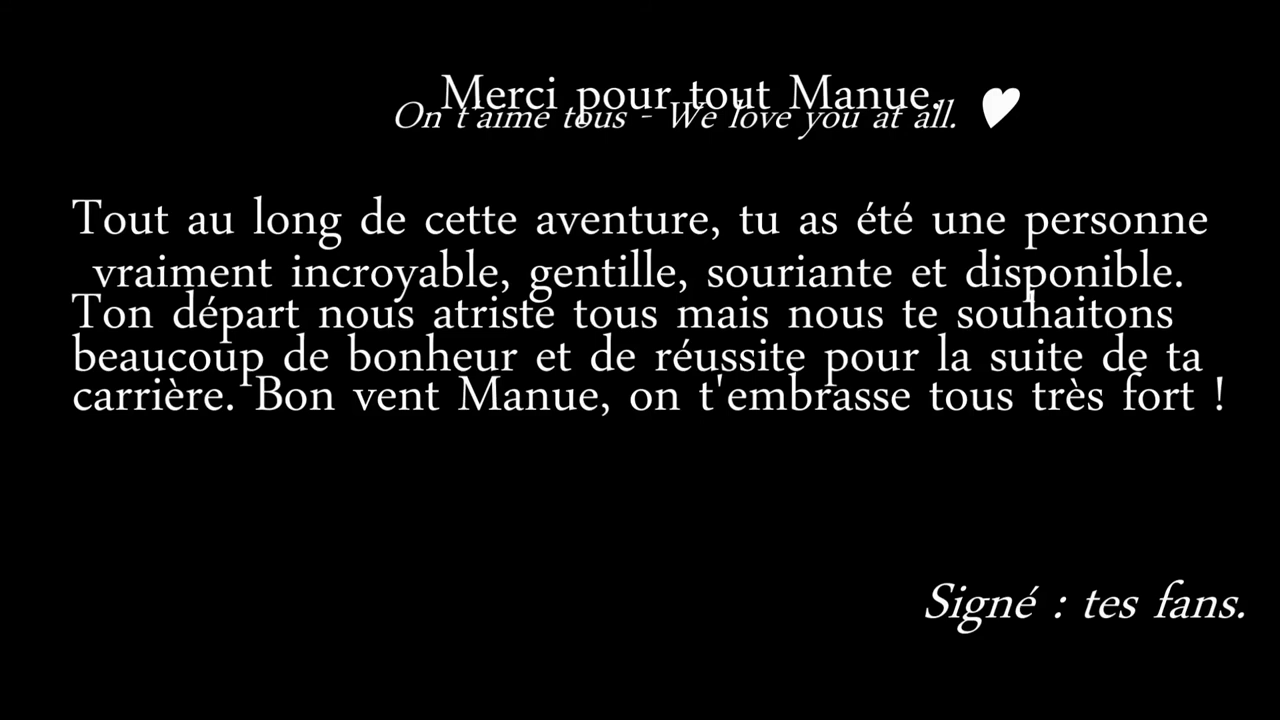 Merci pour tout Manue.
On t'aime tous - We love you at all. ♥
Tout au long de cette aventure, tu as été une personne
vraiment incroyable, gentille, souriante et disponible.
Ton départ nous atriste tous mais nous te souhaitons
beaucoup de bonheur et de réussite pour la suite de ta
carrière. Bon vent Manue, on t'embrasse tous très fort !
Signé : tes fans.